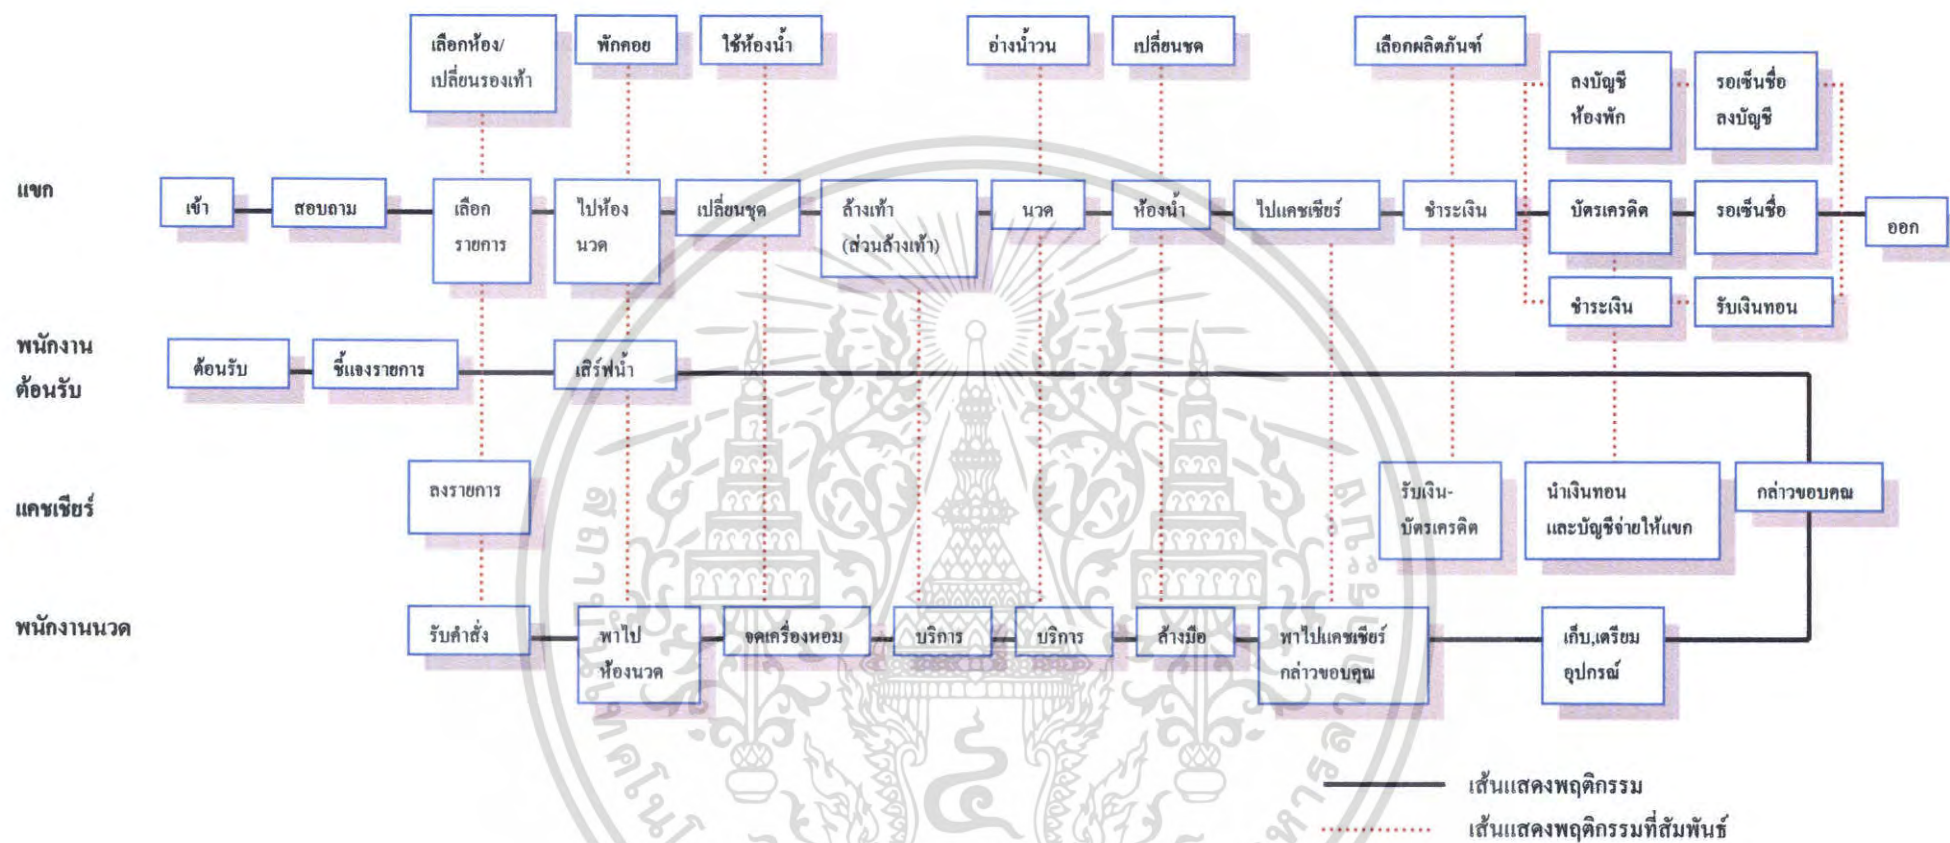 เลือกห้อง/
เปลี่ยนรองเท้า
พักคอย
ใช้ห้องน้ำ
อ่างน้ำวน
เปลี่ยนชุด
เลือกผลิตภันฑ์
ลงบัญชี
ห้องพัก
รอเซ็นชื่อ
ลงบัญชี
แขก
เข้า
สอบถาม
เลือก
รายการ
ไปห้อง
นวด
เปลี่ยนชุด
ล้างเท้า
(ส่วนล้างเท้า)
นวด
ห้องน้ำ
ไปแคชเชียร์
ชำระเงิน
บัตรเครดิต
รอเซ็นชื่อ
ออก
ชำระเงิน
รับเงินทอน
พนักงาน
ต้อนรับ
ต้อนรับ
ชี้แจงรายการ
เสิร์ฟน้ำ
แคชเชียร์
ลงรายการ
รับเงิน-
บัตรเครดิต
นำเงินทอน
และบัญชีจ่ายให้แขก
กล่าวขอบคุณ
พนักงานนวด
รับคำสั่ง
พาไป
ห้องนวด
จดเครื่องหอม
บริการ
บริการ
ล้างมือ
พาไปแคชเชียร์
กล่าวขอบคุณ
เก็บ,เตรียม
อุปกรณ์
เส้นแสดงพฤติกรรม
เส้นแสดงพฤติกรรมที่สัมพันธ์